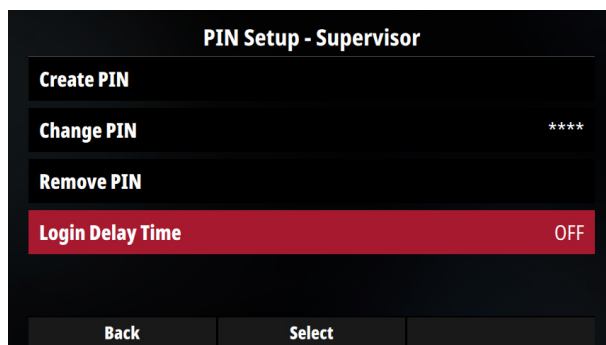 PIN Setup - Supervisor
Create PIN
Change PIN ****
Remove PIN
Login Delay Time OFF
Back Select